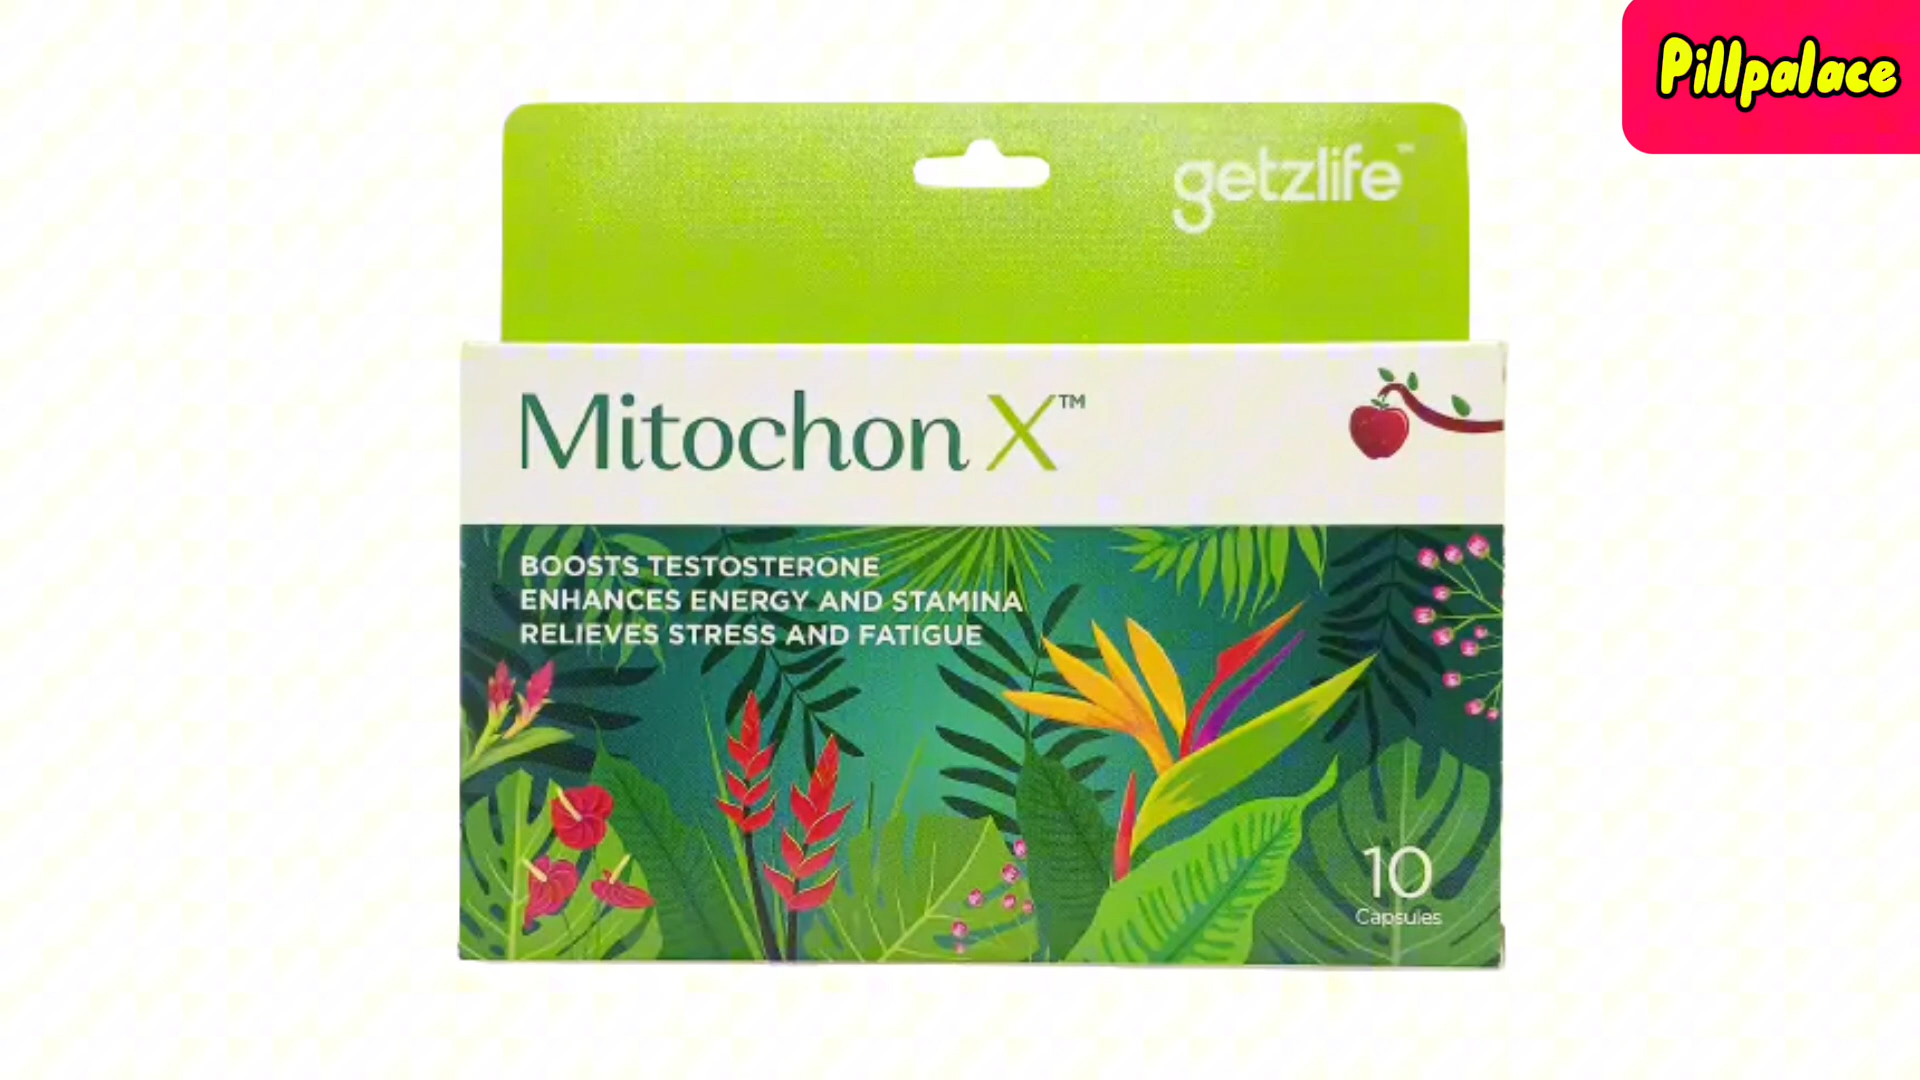 Pillpalace
getzlife™
Mitochon X™
BOOSTS TESTOSTERONE
ENHANCES ENERGY AND STAMINA
RELIEVES STRESS AND FATIGUE
10
Capsules